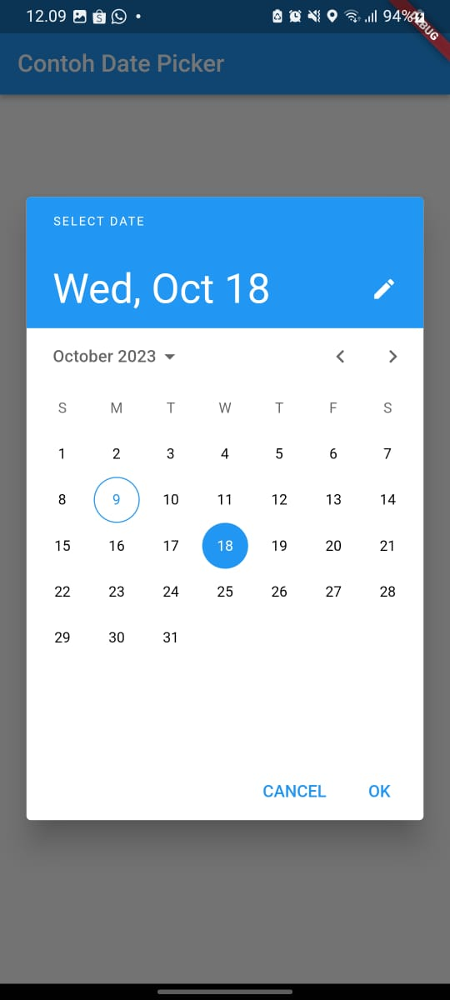 12.09 94%
DEBUG
Contoh Date Picker
SELECT DATE
Wed, Oct 18
October 2023
S M T W T F S
1 2 3 4 5 6 7
8 9 10 11 12 13 14
15 16 17 18 19 20 21
22 23 24 25 26 27 28
29 30 31
CANCEL OK